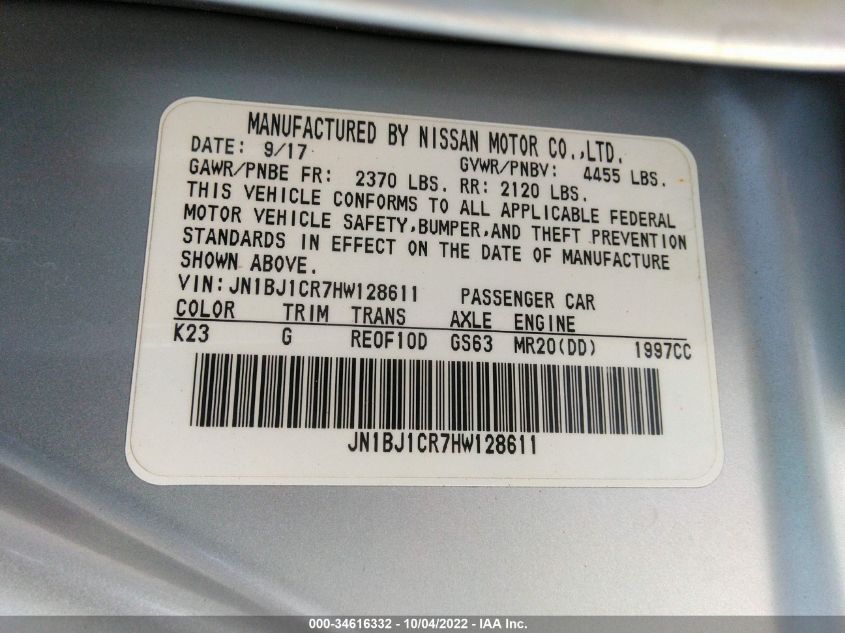 MANUFACTURED BY NISSAN MOTOR CO.,LTD.
DATE: 9/17 GVWR/PNBV: 4455 LBS.
GAWR/PNBE FR: 2370 LBS. RR: 2120 LBS.
THIS VEHICLE CONFORMS TO ALL APPLICABLE FEDERAL
MOTOR VEHICLE SAFETY,BUMPER,AND THEFT PREVENTION
STANDARDS IN EFFECT ON THE DATE OF MANUFACTURE
SHOWN ABOVE.
VIN:JN1BJ1CR7HW128611 PASSENGER CAR
COLOR TRIM TRANS AXLE ENGINE
K23 G RE0F10D GS63 MR20(DD) 1997CC
JN1BJ1CR7HW128611
000-34616332 - 10/04/2022 - IAA Inc.